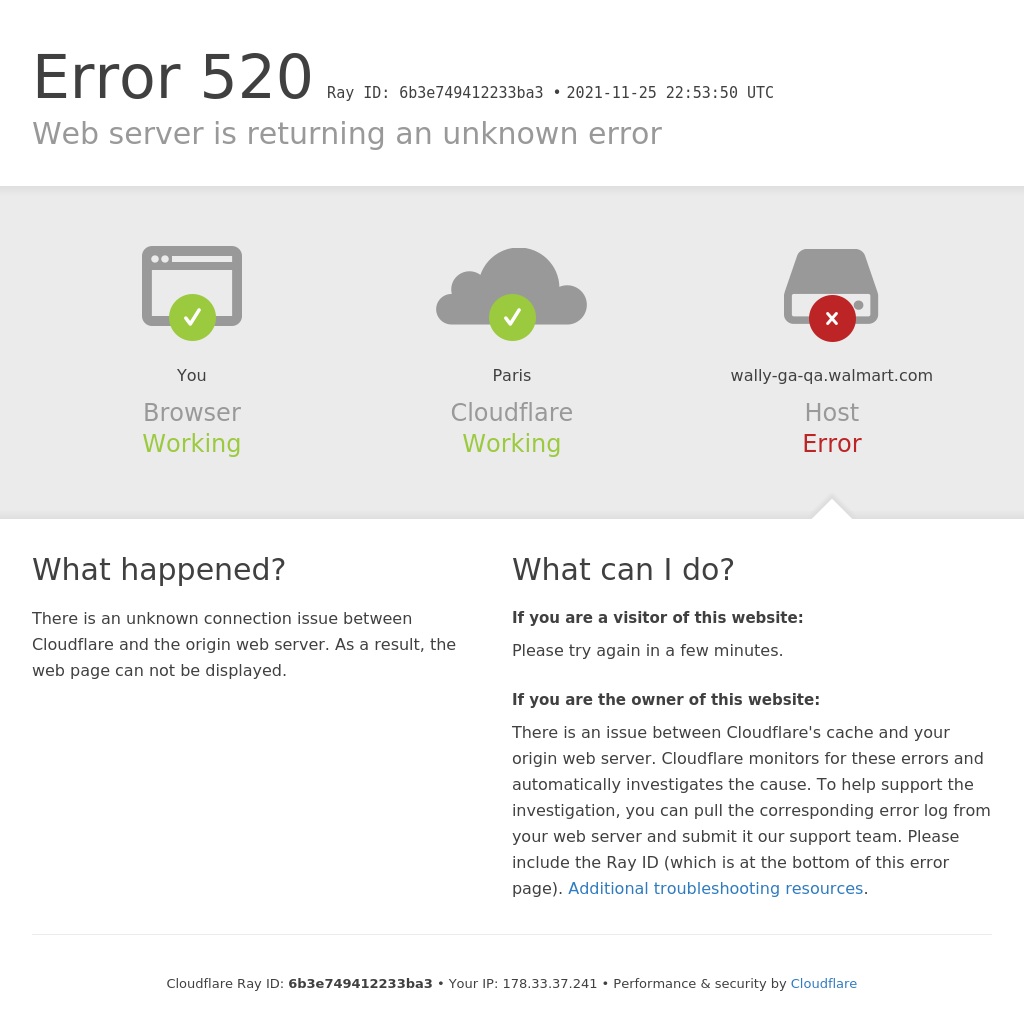 Error 520 Ray ID: 6b3e749412233ba3 • 2021-11-25 22:53:50 UTC
Web server is returning an unknown error
You
Browser
Working
Paris
Cloudflare
Working
wally-ga-qa.walmart.com
Host
Error
What happened?
There is an unknown connection issue between
Cloudflare and the origin web server. As a result, the
web page can not be displayed.
What can I do?
If you are a visitor of this website:
Please try again in a few minutes.
If you are the owner of this website:
There is an issue between Cloudflare's cache and your
origin web server. Cloudflare monitors for these errors and
automatically investigates the cause. To help support the
investigation, you can pull the corresponding error log from
your web server and submit it our support team. Please
include the Ray ID (which is at the bottom of this error
page). Additional troubleshooting resources.
Cloudflare Ray ID: 6b3e749412233ba3 • Your IP: 178.33.37.241 • Performance & security by Cloudflare